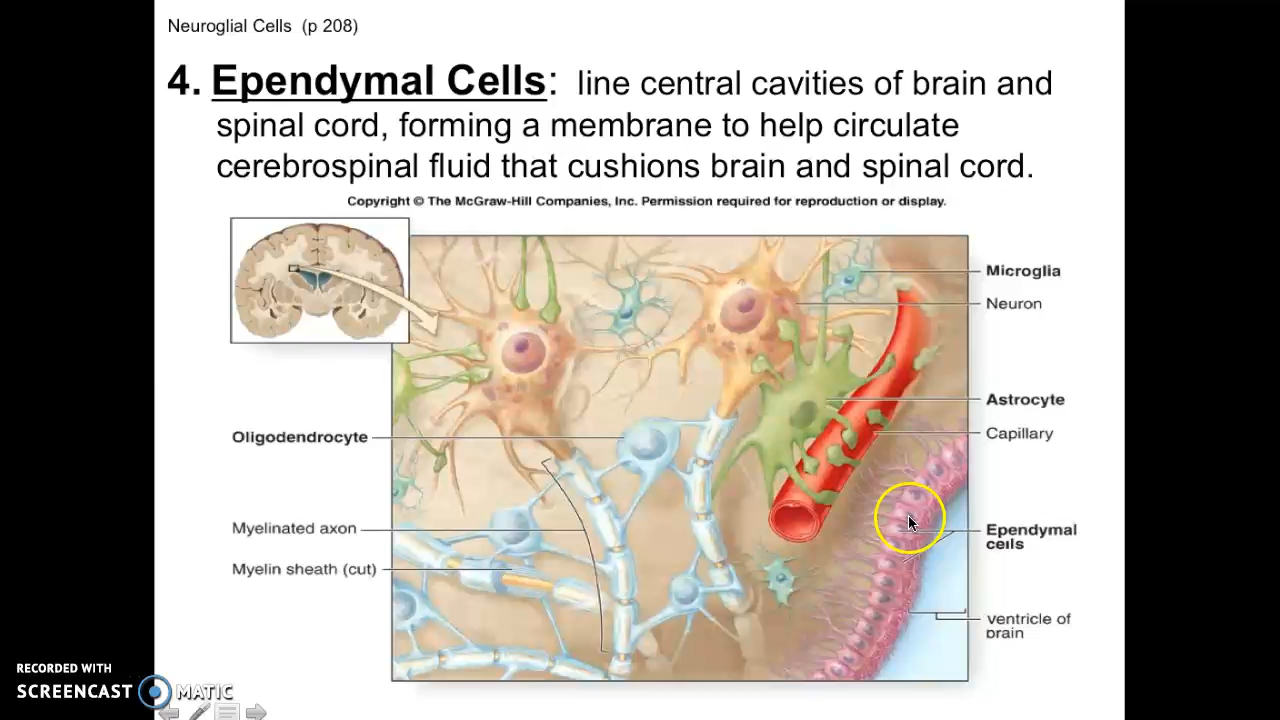 Neuroglial Cells (p 208)
4. Ependymal Cells: line central cavities of brain and
spinal cord, forming a membrane to help circulate
cerebrospinal fluid that cushions brain and spinal cord.
Copyright © The McGraw-Hill Companies, Inc. Permission required for reproduction or display.
Microglia
Neuron
Astrocyte
Oligodendrocyte
Capillary
Myelinated axon
Ependymal
cells
Myelin sheath (cut)
Ventricle of
brain
RECORDED WITH
SCREENCAST MATIC